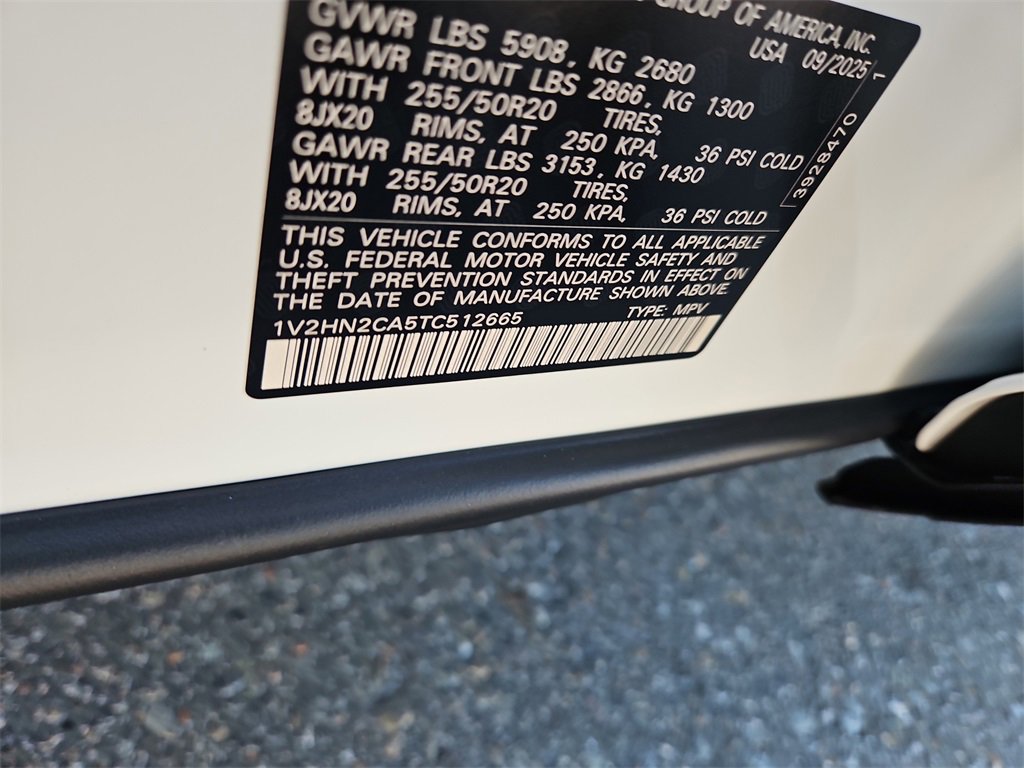 GROUP OF AMERICA, INC.
USA 09/2025
GVWR LBS 5908, KG 2680
GAWR FRONT LBS 2866, KG 1300
WITH 255/50R20 TIRES,
8JX20 RIMS, AT 250 KPA, 36 PSI COLD
GAWR REAR LBS 3153, KG 1430
WITH 255/50R20 TIRES,
8JX20 RIMS, AT 250 KPA, 36 PSI COLD
THIS VEHICLE CONFORMS TO ALL APPLICABLE
U.S. FEDERAL MOTOR VEHICLE SAFETY AND
THEFT PREVENTION STANDARDS IN EFFECT ON
THE DATE OF MANUFACTURE SHOWN ABOVE.
1V2HN2CA5TC512665 TYPE: MPV
3928470 1